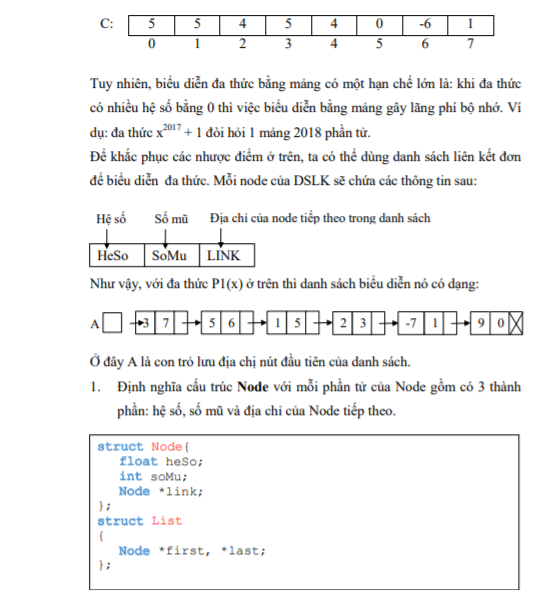 C: 5 5 4 5 4 0 -6 1
0 1 2 3 4 5 6 7
Tuy nhiên, biểu diễn đa thức bằng mảng có một hạn chế lớn là: khi đa thức
có nhiều hệ số bằng 0 thì việc biểu diễn bằng mảng gây lãng phí bộ nhớ. Ví
dụ: đa thức x²⁰¹⁷ + 1 đòi hỏi 1 mảng 2018 phần tử.
Để khắc phục các nhược điểm ở trên, ta có thể dùng danh sách liên kết đơn
để biểu diễn đa thức. Mỗi node của DSLK sẽ chứa các thông tin sau:
Hệ số Số mũ Địa chỉ của node tiếp theo trong danh sách
HeSo SoMu LINK
Như vậy, với đa thức P1(x) ở trên thì danh sách biểu diễn nó có dạng:
A 3 7 5 6 1 5 2 3 -7 1 9 0
Ở đây A là con trỏ lưu địa chị nút đầu tiên của danh sách.
1. Định nghĩa cấu trúc Node với mỗi phần tử của Node gồm có 3 thành
phần: hệ số, số mũ và địa chỉ của Node tiếp theo.
struct Node{
float heSo;
int soMu;
Node *link;
};
struct List
{
Node *first, *last;
};